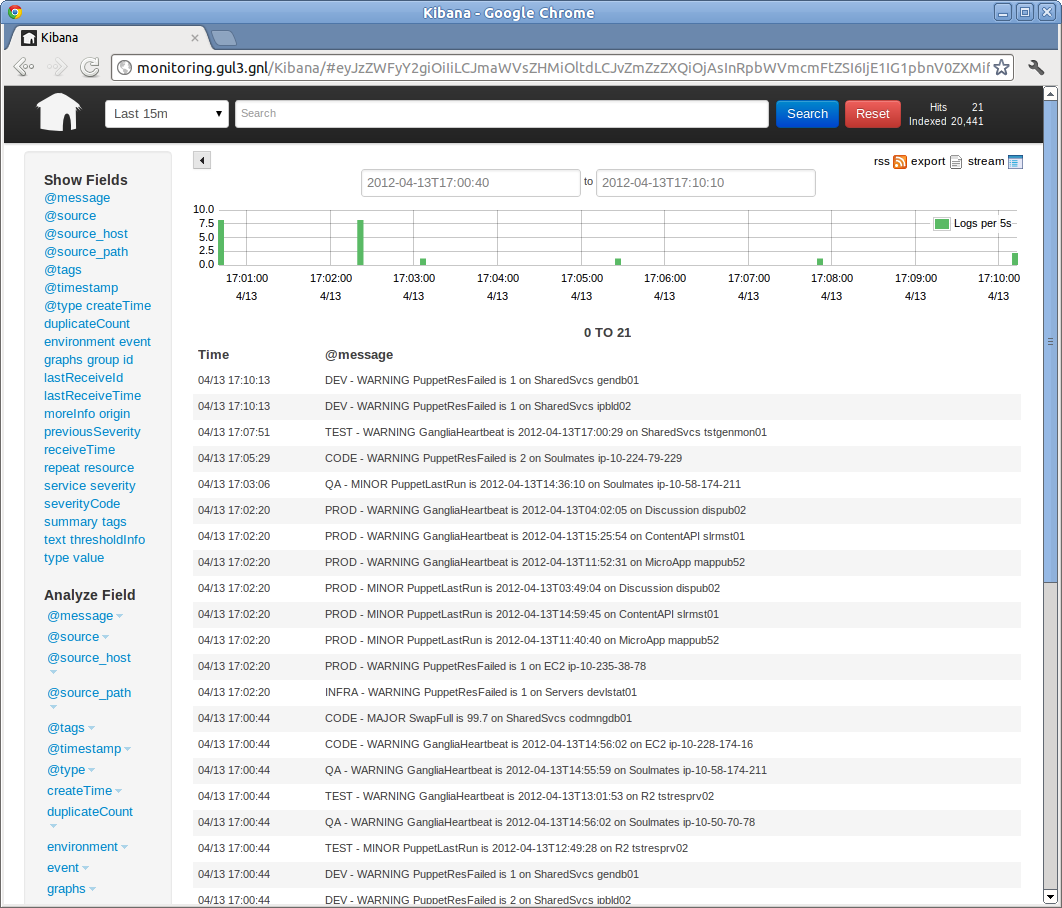 Kibana - Google Chrome
Kibana
monitoring.gul3.gnl/Kibana/#eyJzZWFyY2giOiIiLCJmaWVsZHMiOltdLCJvZmZzZXQiOjAsInRpbWVmcmFtZSI6IjE1IG1pbnV0ZXMif
Last 15m
Search
Search
Reset
Hits 21
Indexed 20,441
rss
export
stream
2012-04-13T17:00:40 to 2012-04-13T17:10:10
10.0
7.5
5.0
2.5
0.0
Logs per 5s
17:01:00 17:02:00 17:03:00 17:04:00 17:05:00 17:06:00 17:07:00 17:08:00 17:09:00 17:10:00
4/13 4/13 4/13 4/13 4/13 4/13 4/13 4/13 4/13 4/13
Show Fields
@message
@source
@source_host
@source_path
@tags
@timestamp
@type createTime
duplicateCount
environment event
graphs group id
lastReceiveId
lastReceiveTime
moreInfo origin
previousSeverity
receiveTime
repeat resource
service severity
severityCode
summary tags
text thresholdInfo
type value
Analyze Field
@message
@source
@source_host
@source_path
@tags
@timestamp
@type
createTime
duplicateCount
environment
event
graphs
0 TO 21
Time @message
04/13 17:10:13 DEV - WARNING PuppetResFailed is 1 on SharedSvcs gendb01
04/13 17:10:13 DEV - WARNING PuppetResFailed is 1 on SharedSvcs ipbld02
04/13 17:07:51 TEST - WARNING GangliaHeartbeat is 2012-04-13T17:00:29 on SharedSvcs tstgenmon01
04/13 17:05:29 CODE - WARNING PuppetResFailed is 2 on Soulmates ip-10-224-79-229
04/13 17:03:06 QA - MINOR PuppetLastRun is 2012-04-13T14:36:10 on Soulmates ip-10-58-174-211
04/13 17:02:20 PROD - WARNING GangliaHeartbeat is 2012-04-13T04:02:05 on Discussion dispub02
04/13 17:02:20 PROD - WARNING GangliaHeartbeat is 2012-04-13T15:25:54 on ContentAPI slrmst01
04/13 17:02:20 PROD - WARNING GangliaHeartbeat is 2012-04-13T11:52:31 on MicroApp mappub52
04/13 17:02:20 PROD - MINOR PuppetLastRun is 2012-04-13T03:49:04 on Discussion dispub02
04/13 17:02:20 PROD - MINOR PuppetLastRun is 2012-04-13T14:59:45 on ContentAPI slrmst01
04/13 17:02:20 PROD - MINOR PuppetLastRun is 2012-04-13T11:40:40 on MicroApp mappub52
04/13 17:02:20 PROD - WARNING PuppetResFailed is 1 on EC2 ip-10-235-38-78
04/13 17:02:20 INFRA - WARNING PuppetResFailed is 1 on Servers devlstat01
04/13 17:00:44 CODE - MAJOR SwapFull is 99.7 on SharedSvcs codmngdb01
04/13 17:00:44 CODE - WARNING GangliaHeartbeat is 2012-04-13T14:56:02 on EC2 ip-10-228-174-16
04/13 17:00:44 QA - WARNING GangliaHeartbeat is 2012-04-13T14:55:59 on Soulmates ip-10-58-174-211
04/13 17:00:44 TEST - WARNING GangliaHeartbeat is 2012-04-13T13:01:53 on R2 tstresprv02
04/13 17:00:44 QA - WARNING GangliaHeartbeat is 2012-04-13T14:56:02 on Soulmates ip-10-50-70-78
04/13 17:00:44 TEST - MINOR PuppetLastRun is 2012-04-13T12:49:28 on R2 tstresprv02
04/13 17:00:44 DEV - WARNING PuppetResFailed is 1 on SharedSvcs gendb01
04/13 17:00:44 DEV - WARNING PuppetResFailed is 2 on SharedSvcs ipbld02